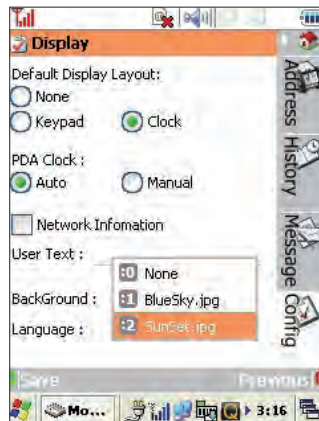 Display
Default Display Layout:
None
Keypad Clock
PDA Clock :
Auto Manual
Network Infomation
User Text :
:0 None
BackGround : :1 BlueSky.jpg
Language : :2 SunSet.jpg
Save Previous
Mo... 3:16
Address
History
Message
Config